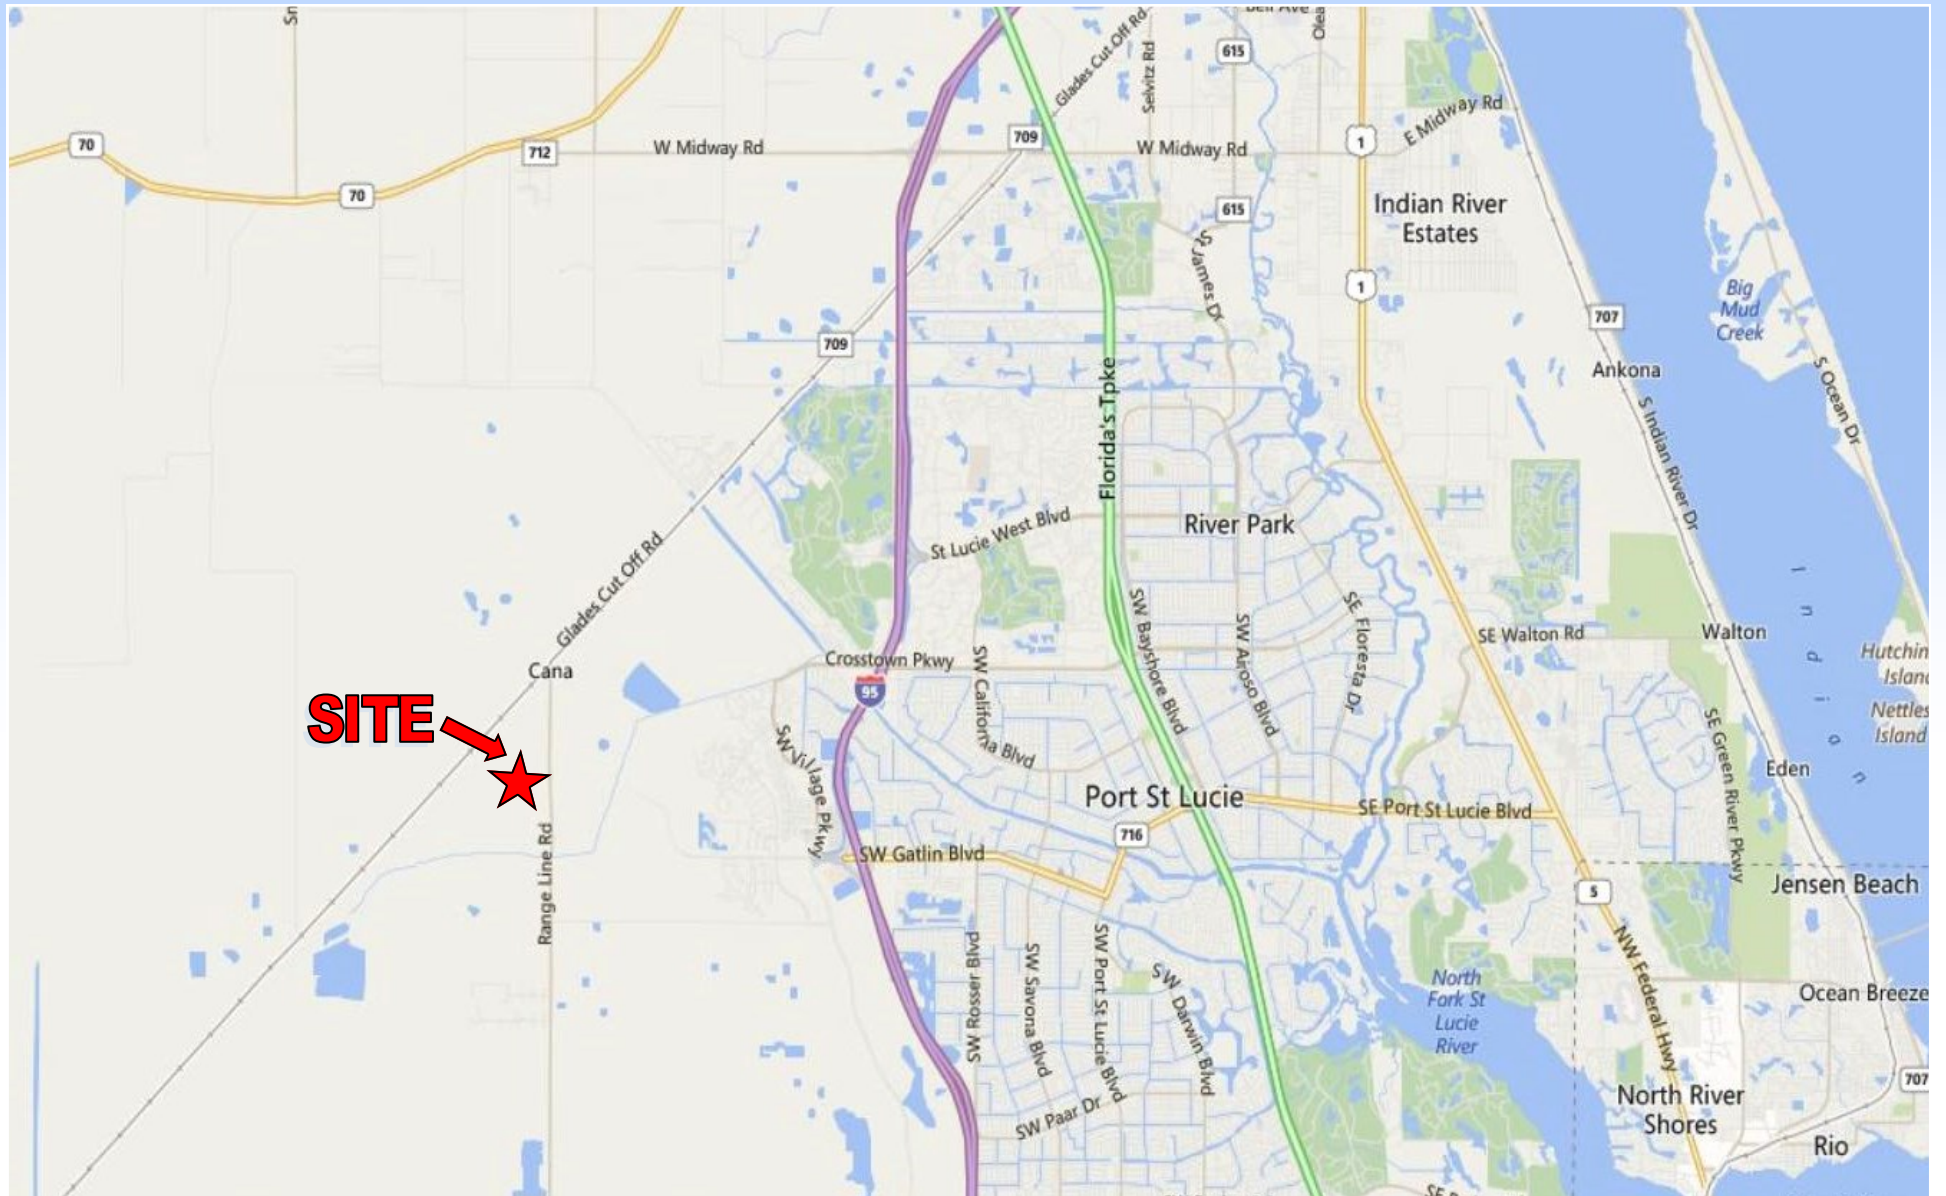 Glades Cut Off Rd
Selvitz Rd
615
70
712
W Midway Rd
709
W Midway Rd
1
E Midway Rd
70
615
Indian River
Estates
S James Dr
1
Big
Mud
Creek
707
709
Ankona
S Ocean Dr
Florida's Tpke
S Indian River Dr
St Lucie West Blvd
River Park
Glades Cut Off Rd
SW Bayshore Blvd
SW Airoso Blvd
SE Floresta Dr
SE Walton Rd
Walton
Indian
Hutchin
Island
Nettles
Island
Cana
Crosstown Pkwy
95
SW California Blvd
SITE
SW Village Pkwy
SE Green River Pkwy
Eden
Port St Lucie
SE Port St Lucie Blvd
716
Range Line Rd
SW Gatlin Blvd
Jensen Beach
5
SW Rosser Blvd
SW Savona Blvd
SW Port St Lucie Blvd
SW Darwin Blvd
NW Federal Hwy
North
Fork St
Lucie
River
Ocean Breeze
707
SW Paar Dr
North River
Shores
Rio